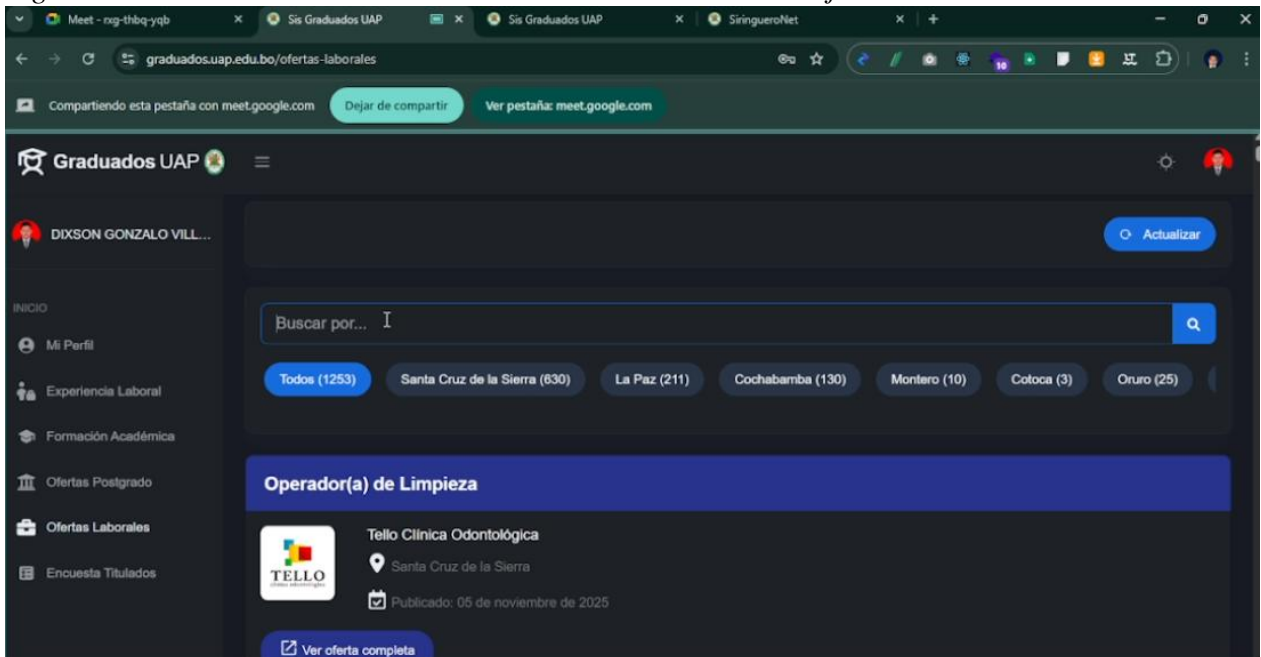 Meet - rxg-thbq-yqb
Sis Graduados UAP
Sis Graduados UAP
SiringueroNet
graduados.uap.edu.bo/ofertas-laborales
10
Compartiendo esta pestaña con meet.google.com
Dejar de compartir
Ver pestaña: meet.google.com
Graduados UAP
DIXSON GONZALO VILL...
Actualizar
INICIO
Buscar por...
Mi Perfil
Todos (1253)
Santa Cruz de la Sierra (630)
La Paz (211)
Cochabamba (130)
Montero (10)
Cotoca (3)
Oruro (25)
Experiencia Laboral
Formación Académica
Ofertas Postgrado
Operador(a) de Limpieza
Ofertas Laborales
Tello Clínica Odontológica
TELLO
Santa Cruz de la Sierra
Encuesta Titulados
Publicado: 05 de noviembre de 2025
Ver oferta completa